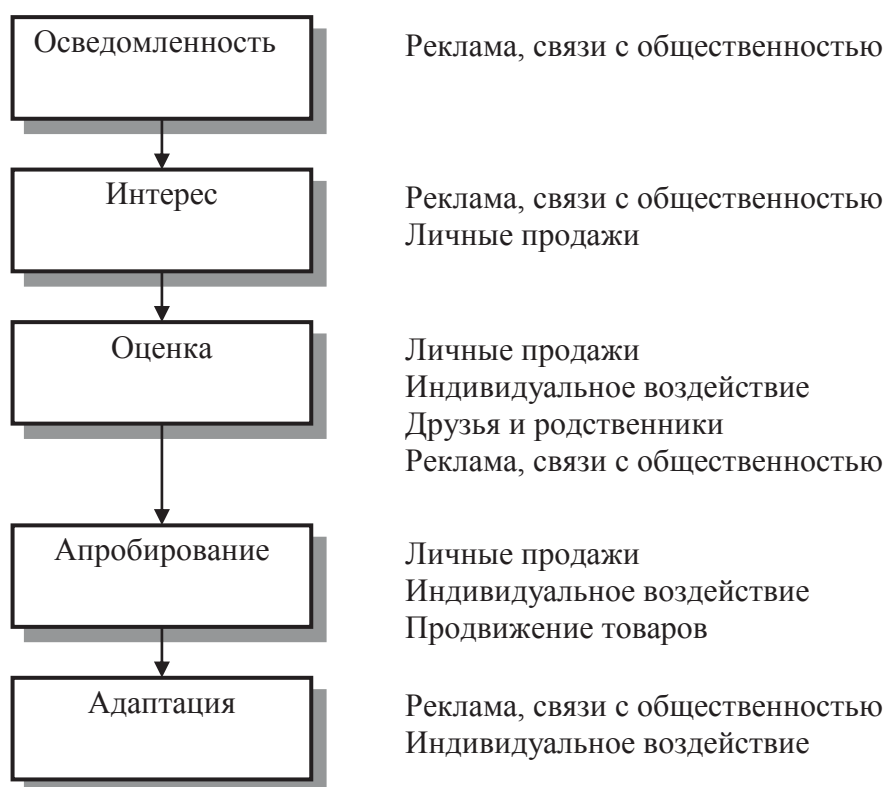 Осведомленность
Реклама, связи с общественностью
Интерес
Реклама, связи с общественностью
Личные продажи
Оценка
Личные продажи
Индивидуальное воздействие
Друзья и родственники
Реклама, связи с общественностью
Апробирование
Личные продажи
Индивидуальное воздействие
Продвижение товаров
Адаптация
Реклама, связи с общественностью
Индивидуальное воздействие